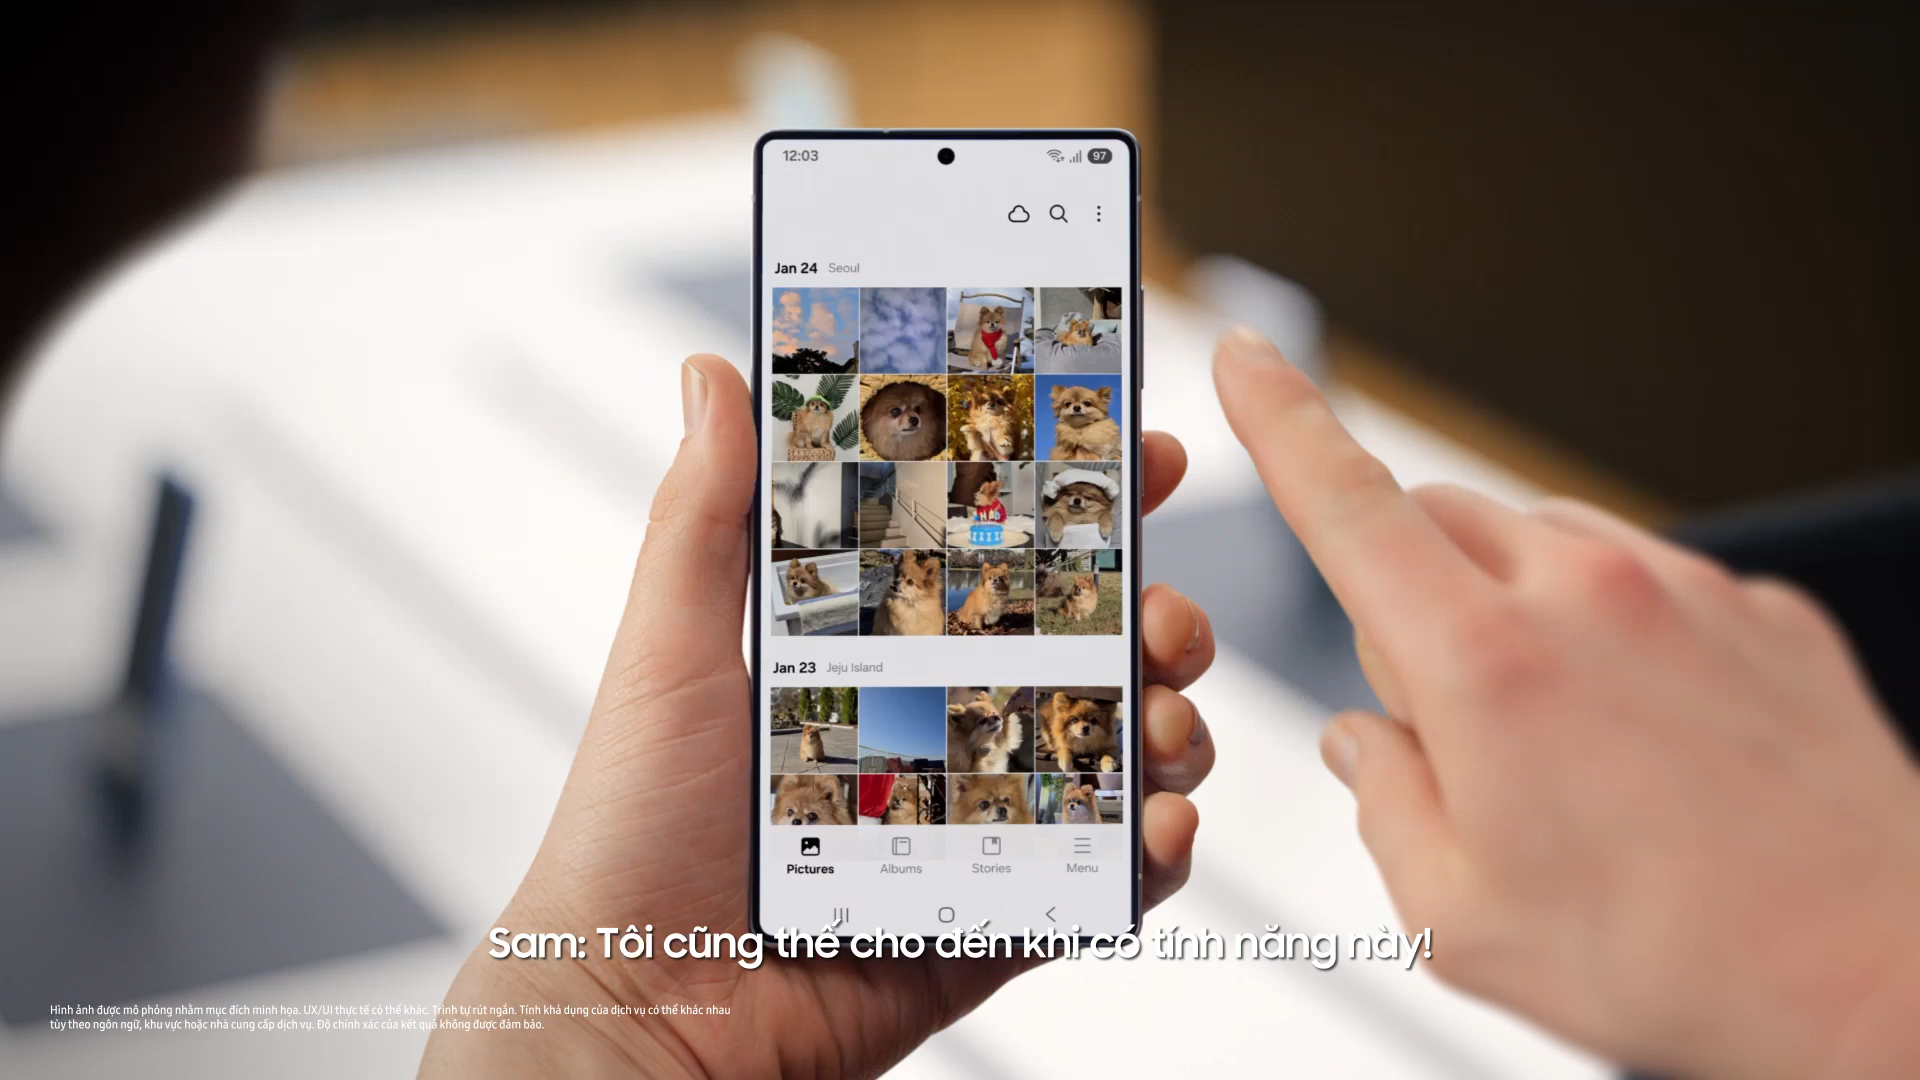 12:03
97
Jan 24 Seoul
Jan 23 Jeju Island
Pictures
Albums
Stories
Menu
Sam: Tôi cũng thế cho đến khi có tính năng này!
Hình ảnh được mô phỏng nhằm mục đích minh họa. UX/UI thực tế có thể khác. Trình tự rút ngắn. Tính khả dụng của dịch vụ có thể khác nhau
tùy theo ngôn ngữ, khu vực hoặc nhà cung cấp dịch vụ. Độ chính xác của kết quả không được đảm bảo.